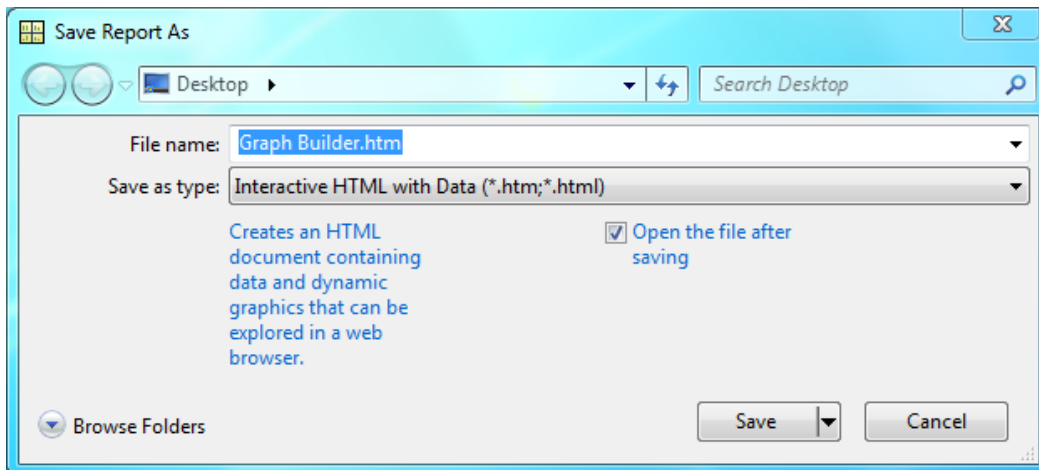 Save Report As
Desktop
Search Desktop
File name: Graph Builder.htm
Save as type: Interactive HTML with Data (*.htm;*.html)
Creates an HTML
document containing
data and dynamic
graphics that can be
explored in a web
browser.
Open the file after
saving
Browse Folders
Save
Cancel